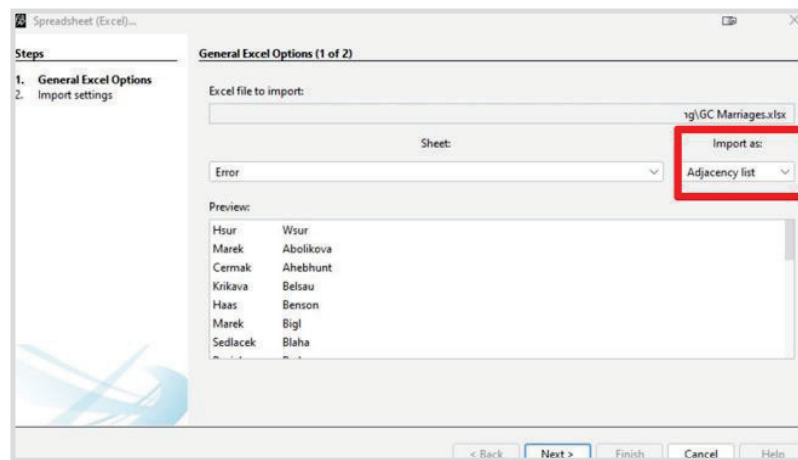 Spreadsheet (Excel)...
Steps
1. General Excel Options
2. Import settings
General Excel Options (1 of 2)
Excel file to import:
ng\GC Marriages.xlsx
Sheet: Import as:
Error Adjacency list
Preview:
Hsur Wsur
Marek Abolikova
Cermak Ahebhunt
Krikava Belsau
Haas Benson
Marek Bigl
Sedlacek Blaha
< Back Next > Finish Cancel Help